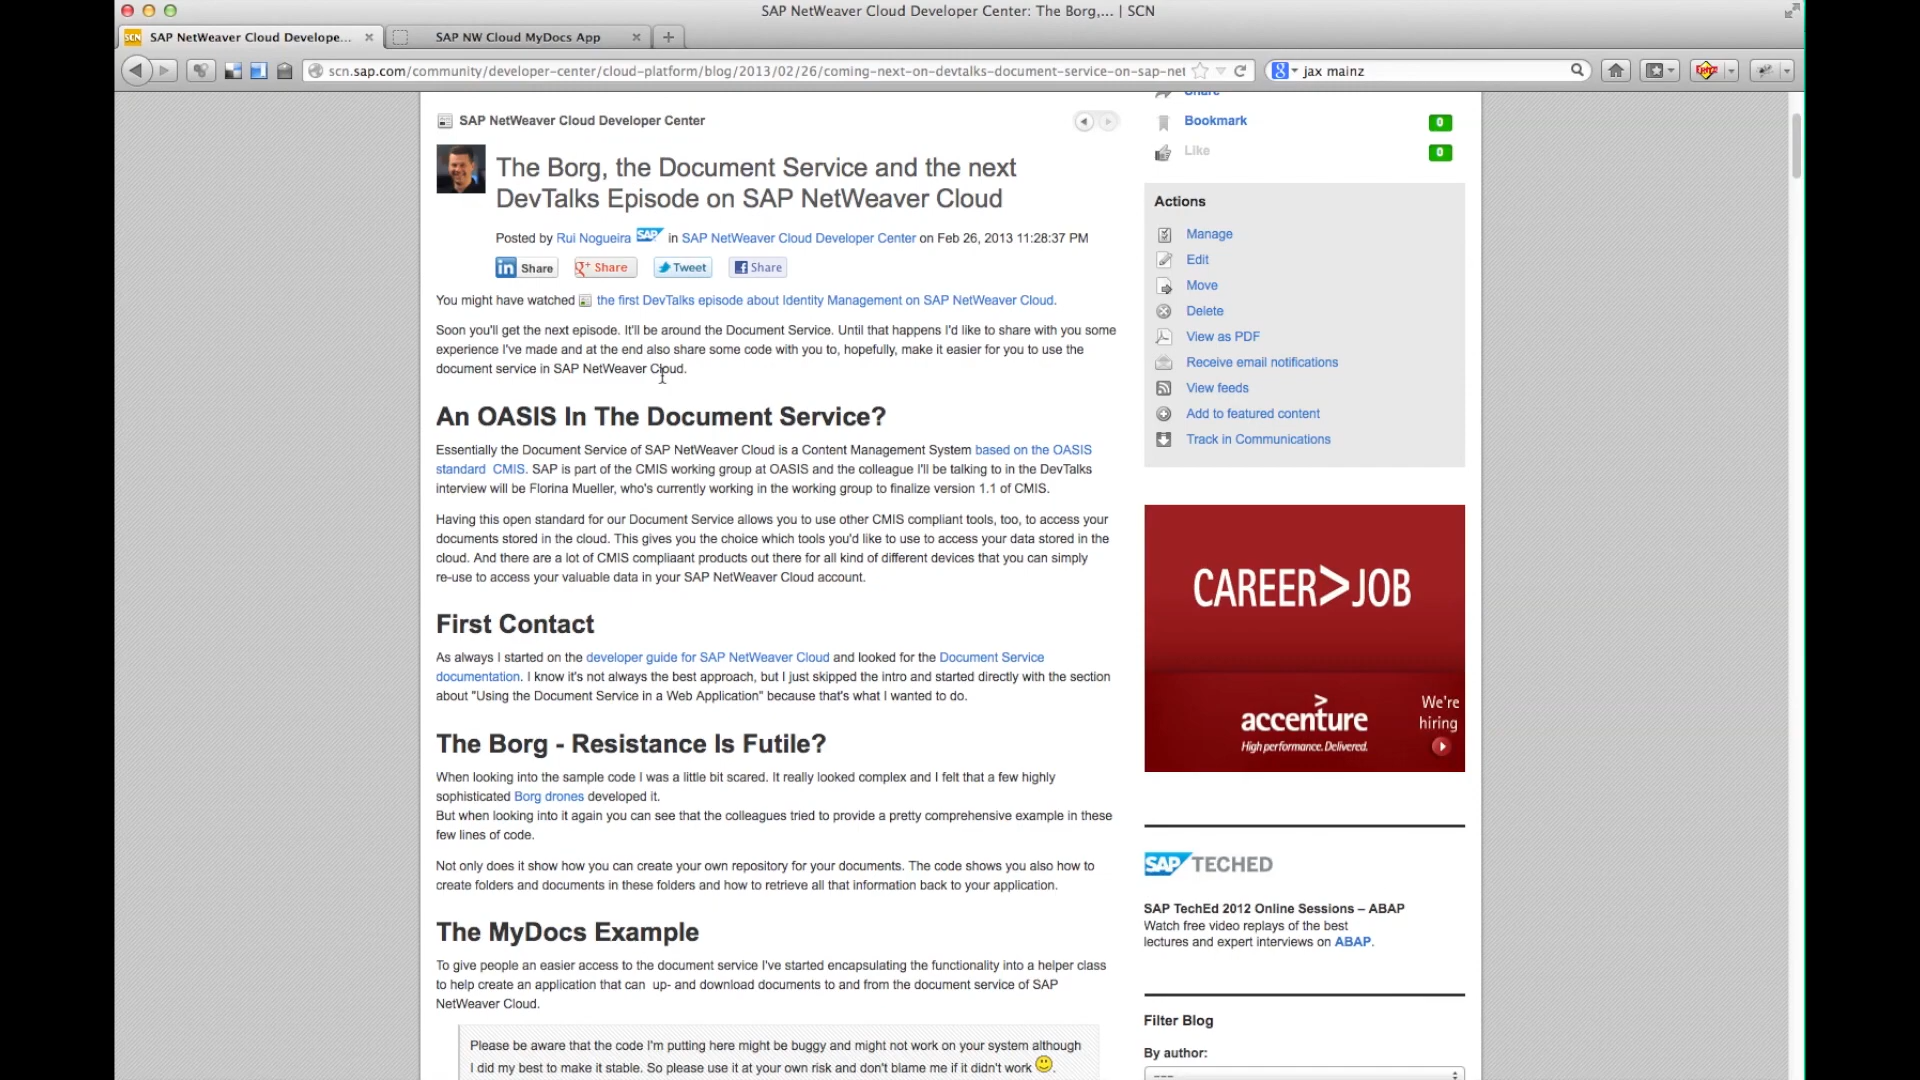 SAP NetWeaver Cloud Developer Center: The Borg,... | SCN
SCN SAP NetWeaver Cloud Develope...
SAP NW Cloud MyDocs App
scn.sap.com/community/developer-center/cloud-platform/blog/2013/02/26/coming-next-on-devtalks-document-service-on-sap-net
jax mainz
SAP NetWeaver Cloud Developer Center
The Borg, the Document Service and the next
DevTalks Episode on SAP NetWeaver Cloud
Posted by Rui Nogueira SAP in SAP NetWeaver Cloud Developer Center on Feb 26, 2013 11:28:37 PM
in Share
g+ Share
Tweet
f Share
You might have watched the first DevTalks episode about Identity Management on SAP NetWeaver Cloud.
Soon you'll get the next episode. It'll be around the Document Service. Until that happens I'd like to share with you some
experience I've made and at the end also share some code with you to, hopefully, make it easier for you to use the
document service in SAP NetWeaver Cloud.
An OASIS In The Document Service?
Essentially the Document Service of SAP NetWeaver Cloud is a Content Management System based on the OASIS
standard CMIS. SAP is part of the CMIS working group at OASIS and the colleague I'll be talking to in the DevTalks
interview will be Florina Mueller, who's currently working in the working group to finalize version 1.1 of CMIS.
Having this open standard for our Document Service allows you to use other CMIS compliant tools, too, to access your
documents stored in the cloud. This gives you the choice which tools you'd like to use to access your data stored in the
cloud. And there are a lot of CMIS compliaant products out there for all kind of different devices that you can simply
re-use to access your valuable data in your SAP NetWeaver Cloud account.
First Contact
As always I started on the developer guide for SAP NetWeaver Cloud and looked for the Document Service
documentation. I know it's not always the best approach, but I just skipped the intro and started directly with the section
about "Using the Document Service in a Web Application" because that's what I wanted to do.
The Borg - Resistance Is Futile?
When looking into the sample code I was a little bit scared. It really looked complex and I felt that a few highly
sophisticated Borg drones developed it.
But when looking into it again you can see that the colleagues tried to provide a pretty comprehensive example in these
few lines of code.
Not only does it show how you can create your own repository for your documents. The code shows you also how to
create folders and documents in these folders and how to retrieve all that information back to your application.
The MyDocs Example
To give people an easier access to the document service I've started encapsulating the functionality into a helper class
to help create an application that can up- and download documents to and from the document service of SAP
NetWeaver Cloud.
Please be aware that the code I'm putting here might be buggy and might not work on your system although
I did my best to make it stable. So please use it at your own risk and don't blame me if it didn't work .
Share
Bookmark 0
Like 0
Actions
Manage
Edit
Move
Delete
View as PDF
Receive email notifications
View feeds
Add to featured content
Track in Communications
CAREER>JOB
accenture
High performance. Delivered.
We're
hiring
SAP TECHED
SAP TechEd 2012 Online Sessions – ABAP
Watch free video replays of the best
lectures and expert interviews on ABAP.
Filter Blog
By author:
---